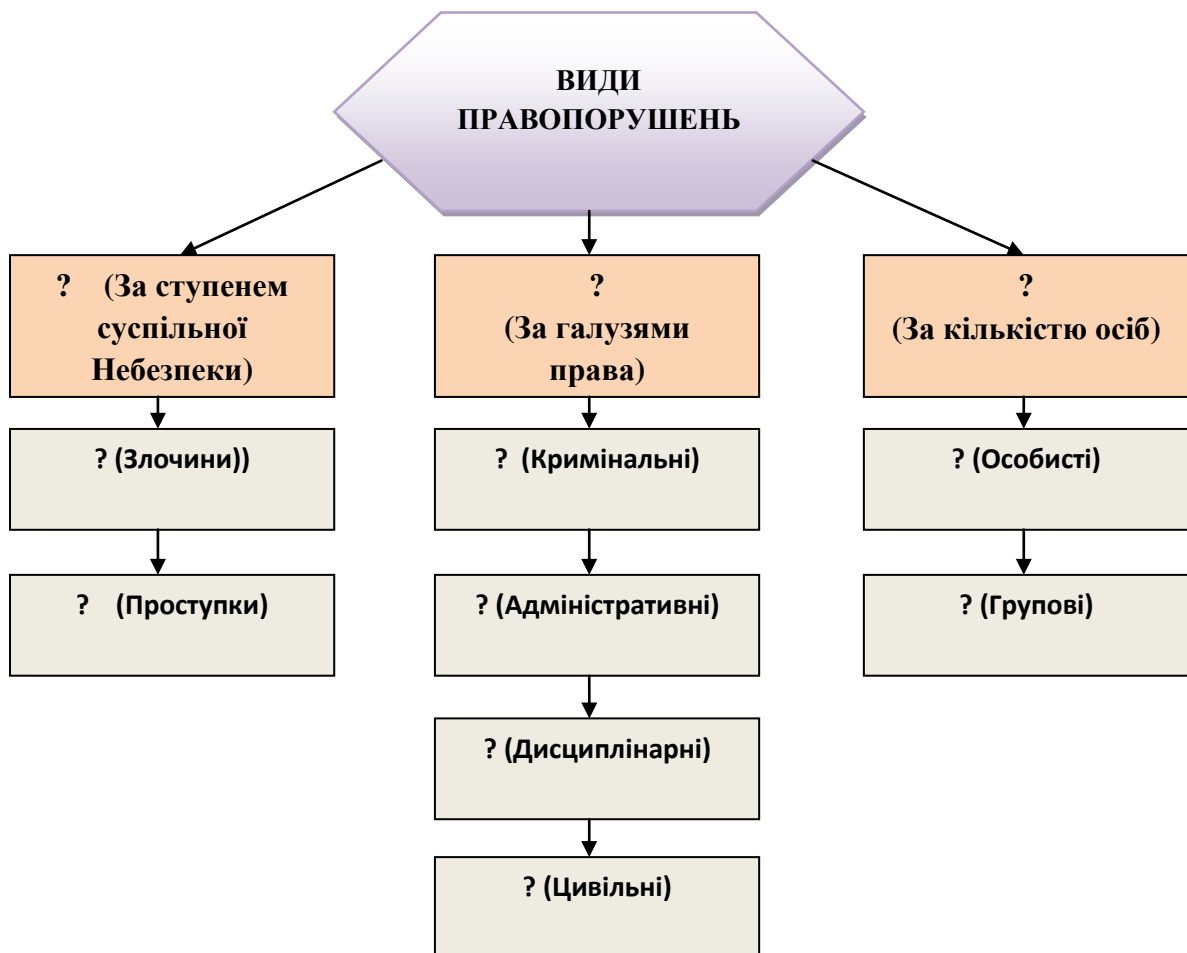 ВИДИ
ПРАВОПОРУШЕНЬ
? (За ступенем
суспільної
Небезпеки)
? (Злочини))
? (Проступки)
?
(За галузями
права)
? (Кримінальні)
? (Адміністративні)
? (Дисциплінарні)
? (Цивільні)
?
(За кількістю осіб)
? (Особисті)
? (Групові)